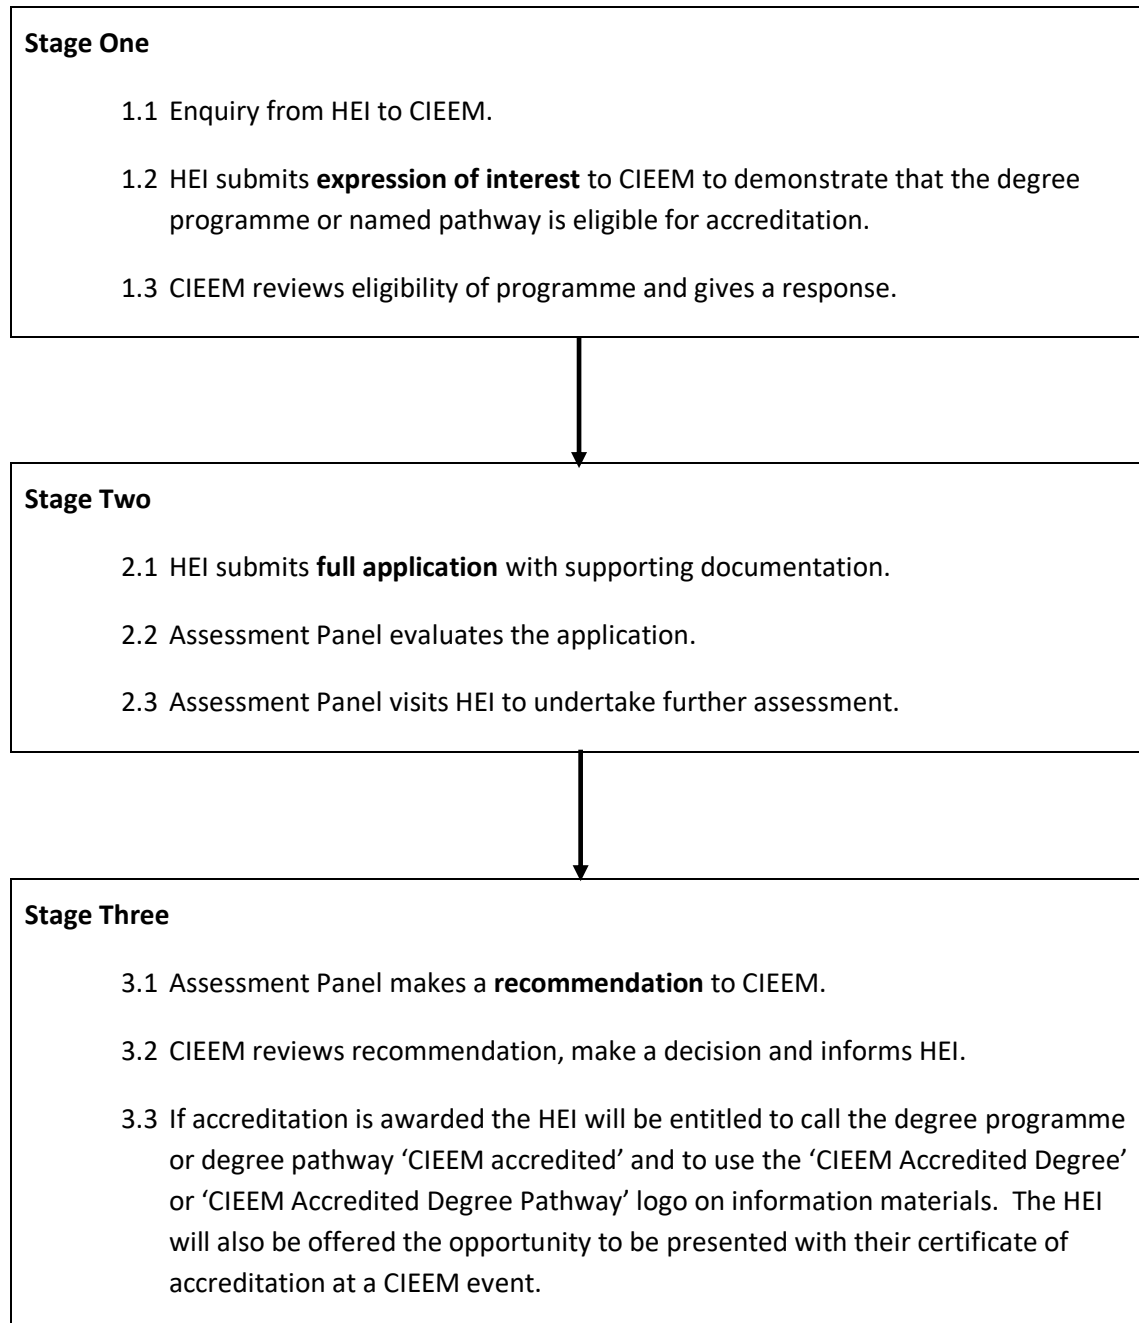 Stage One
1.1 Enquiry from HEI to CIEEM.
1.2 HEI submits expression of interest to CIEEM to demonstrate that the degree
programme or named pathway is eligible for accreditation.
1.3 CIEEM reviews eligibility of programme and gives a response.
Stage Two
2.1 HEI submits full application with supporting documentation.
2.2 Assessment Panel evaluates the application.
2.3 Assessment Panel visits HEI to undertake further assessment.
Stage Three
3.1 Assessment Panel makes a recommendation to CIEEM.
3.2 CIEEM reviews recommendation, make a decision and informs HEI.
3.3 If accreditation is awarded the HEI will be entitled to call the degree programme
or degree pathway ‘CIEEM accredited’ and to use the ‘CIEEM Accredited Degree’
or ‘CIEEM Accredited Degree Pathway’ logo on information materials.  The HEI
will also be offered the opportunity to be presented with their certificate of
accreditation at a CIEEM event.